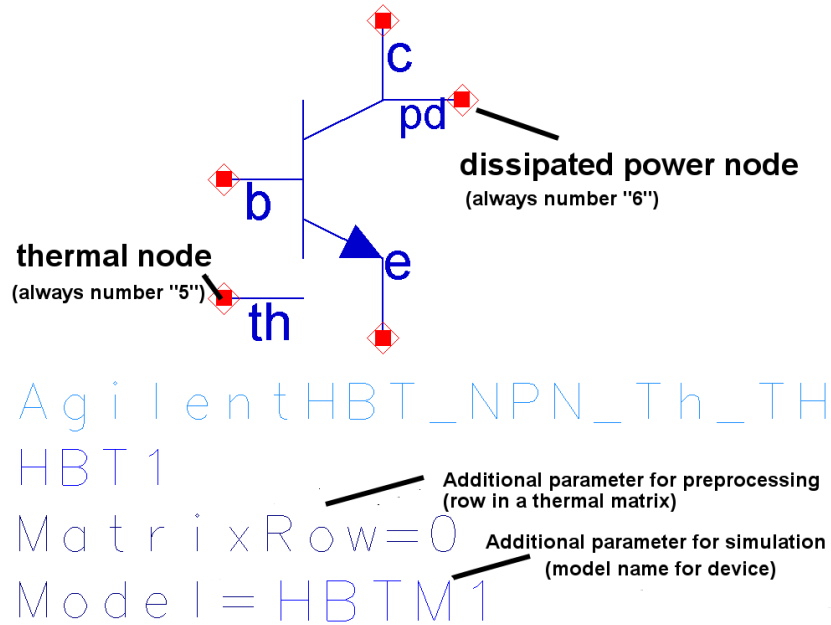 c
pd
dissipated power node
(always number "6")
b
thermal node
e
(always number "5")
th
AgilentHBT_NPN_Th_TH
HBT1
Additional parameter for preprocessing
(row in a thermal matrix)
MatrixRow=0
Additional parameter for simulation
(model name for device)
Model=HBTM1